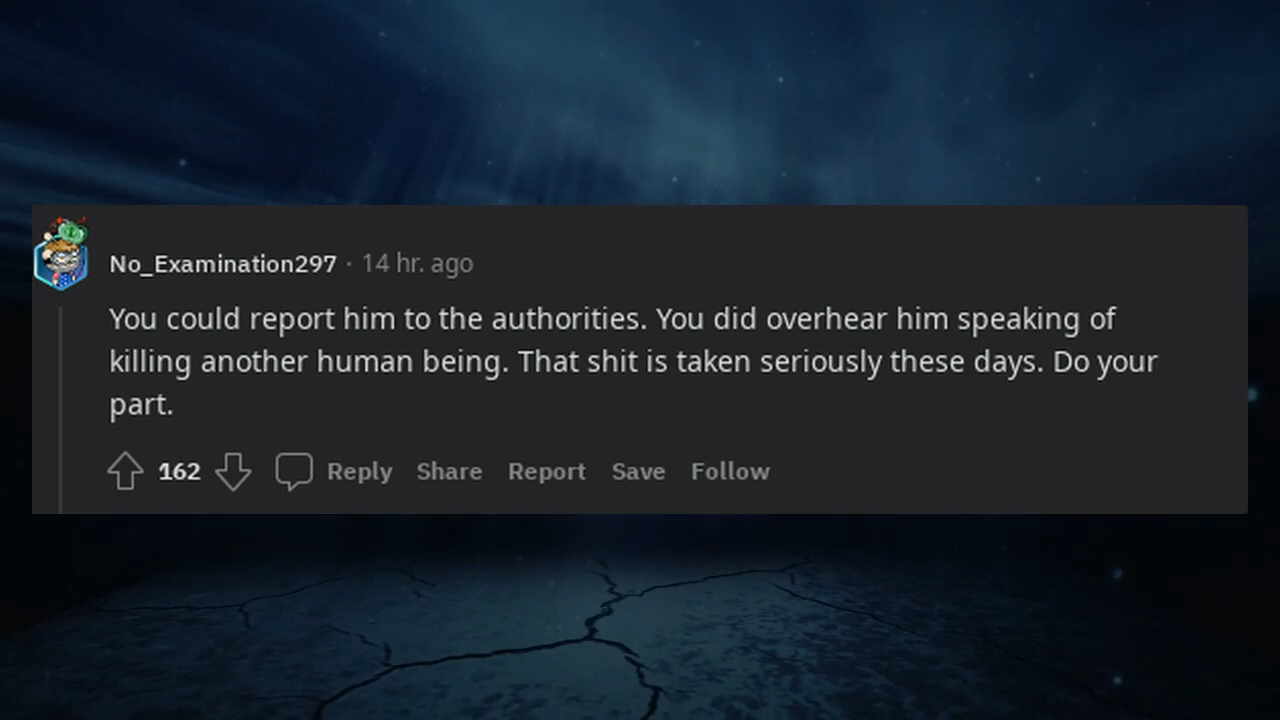 No_Examination297 · 14 hr. ago
You could report him to the authorities. You did overhear him speaking of
killing another human being. That shit is taken seriously these days. Do your
part.
162 Reply Share Report Save Follow